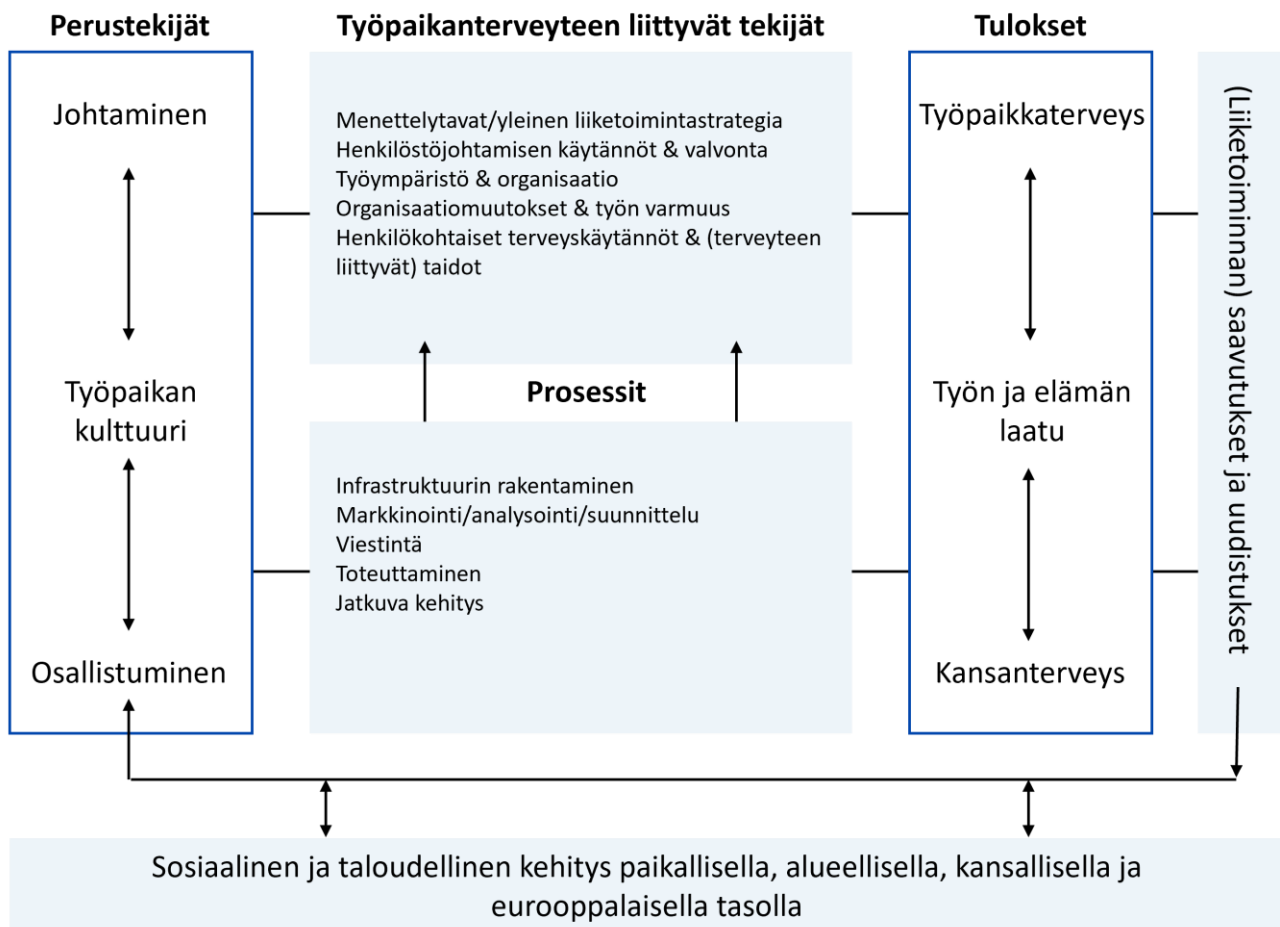 Perustekijät
Johtaminen
Työpaikan
kulttuuri
Osallistuminen
Työpaikanterveyteen liittyvät tekijät
Menettelytavat/yleinen liiketoimintastrategia
Henkilöstöjohtamisen käytännöt & valvonta
Työympäristö & organisaatio
Organisaatiomuutokset & työn varmuus
Henkilökohtaiset terveyskäytännöt & (terveyteen
liittyvät) taidot
Prosessit
Infrastruktuurin rakentaminen
Markkinointi/analysointi/suunnittelu
Viestintä
Toteuttaminen
Jatkuva kehitys
Tulokset
Työpaikkaterveys
Työn ja elämän
laatu
Kansanterveys
(Liiketoiminnan) saavutukset ja uudistukset
Sosiaalinen ja taloudellinen kehitys paikallisella, alueellisella, kansallisella ja
eurooppalaisella tasolla